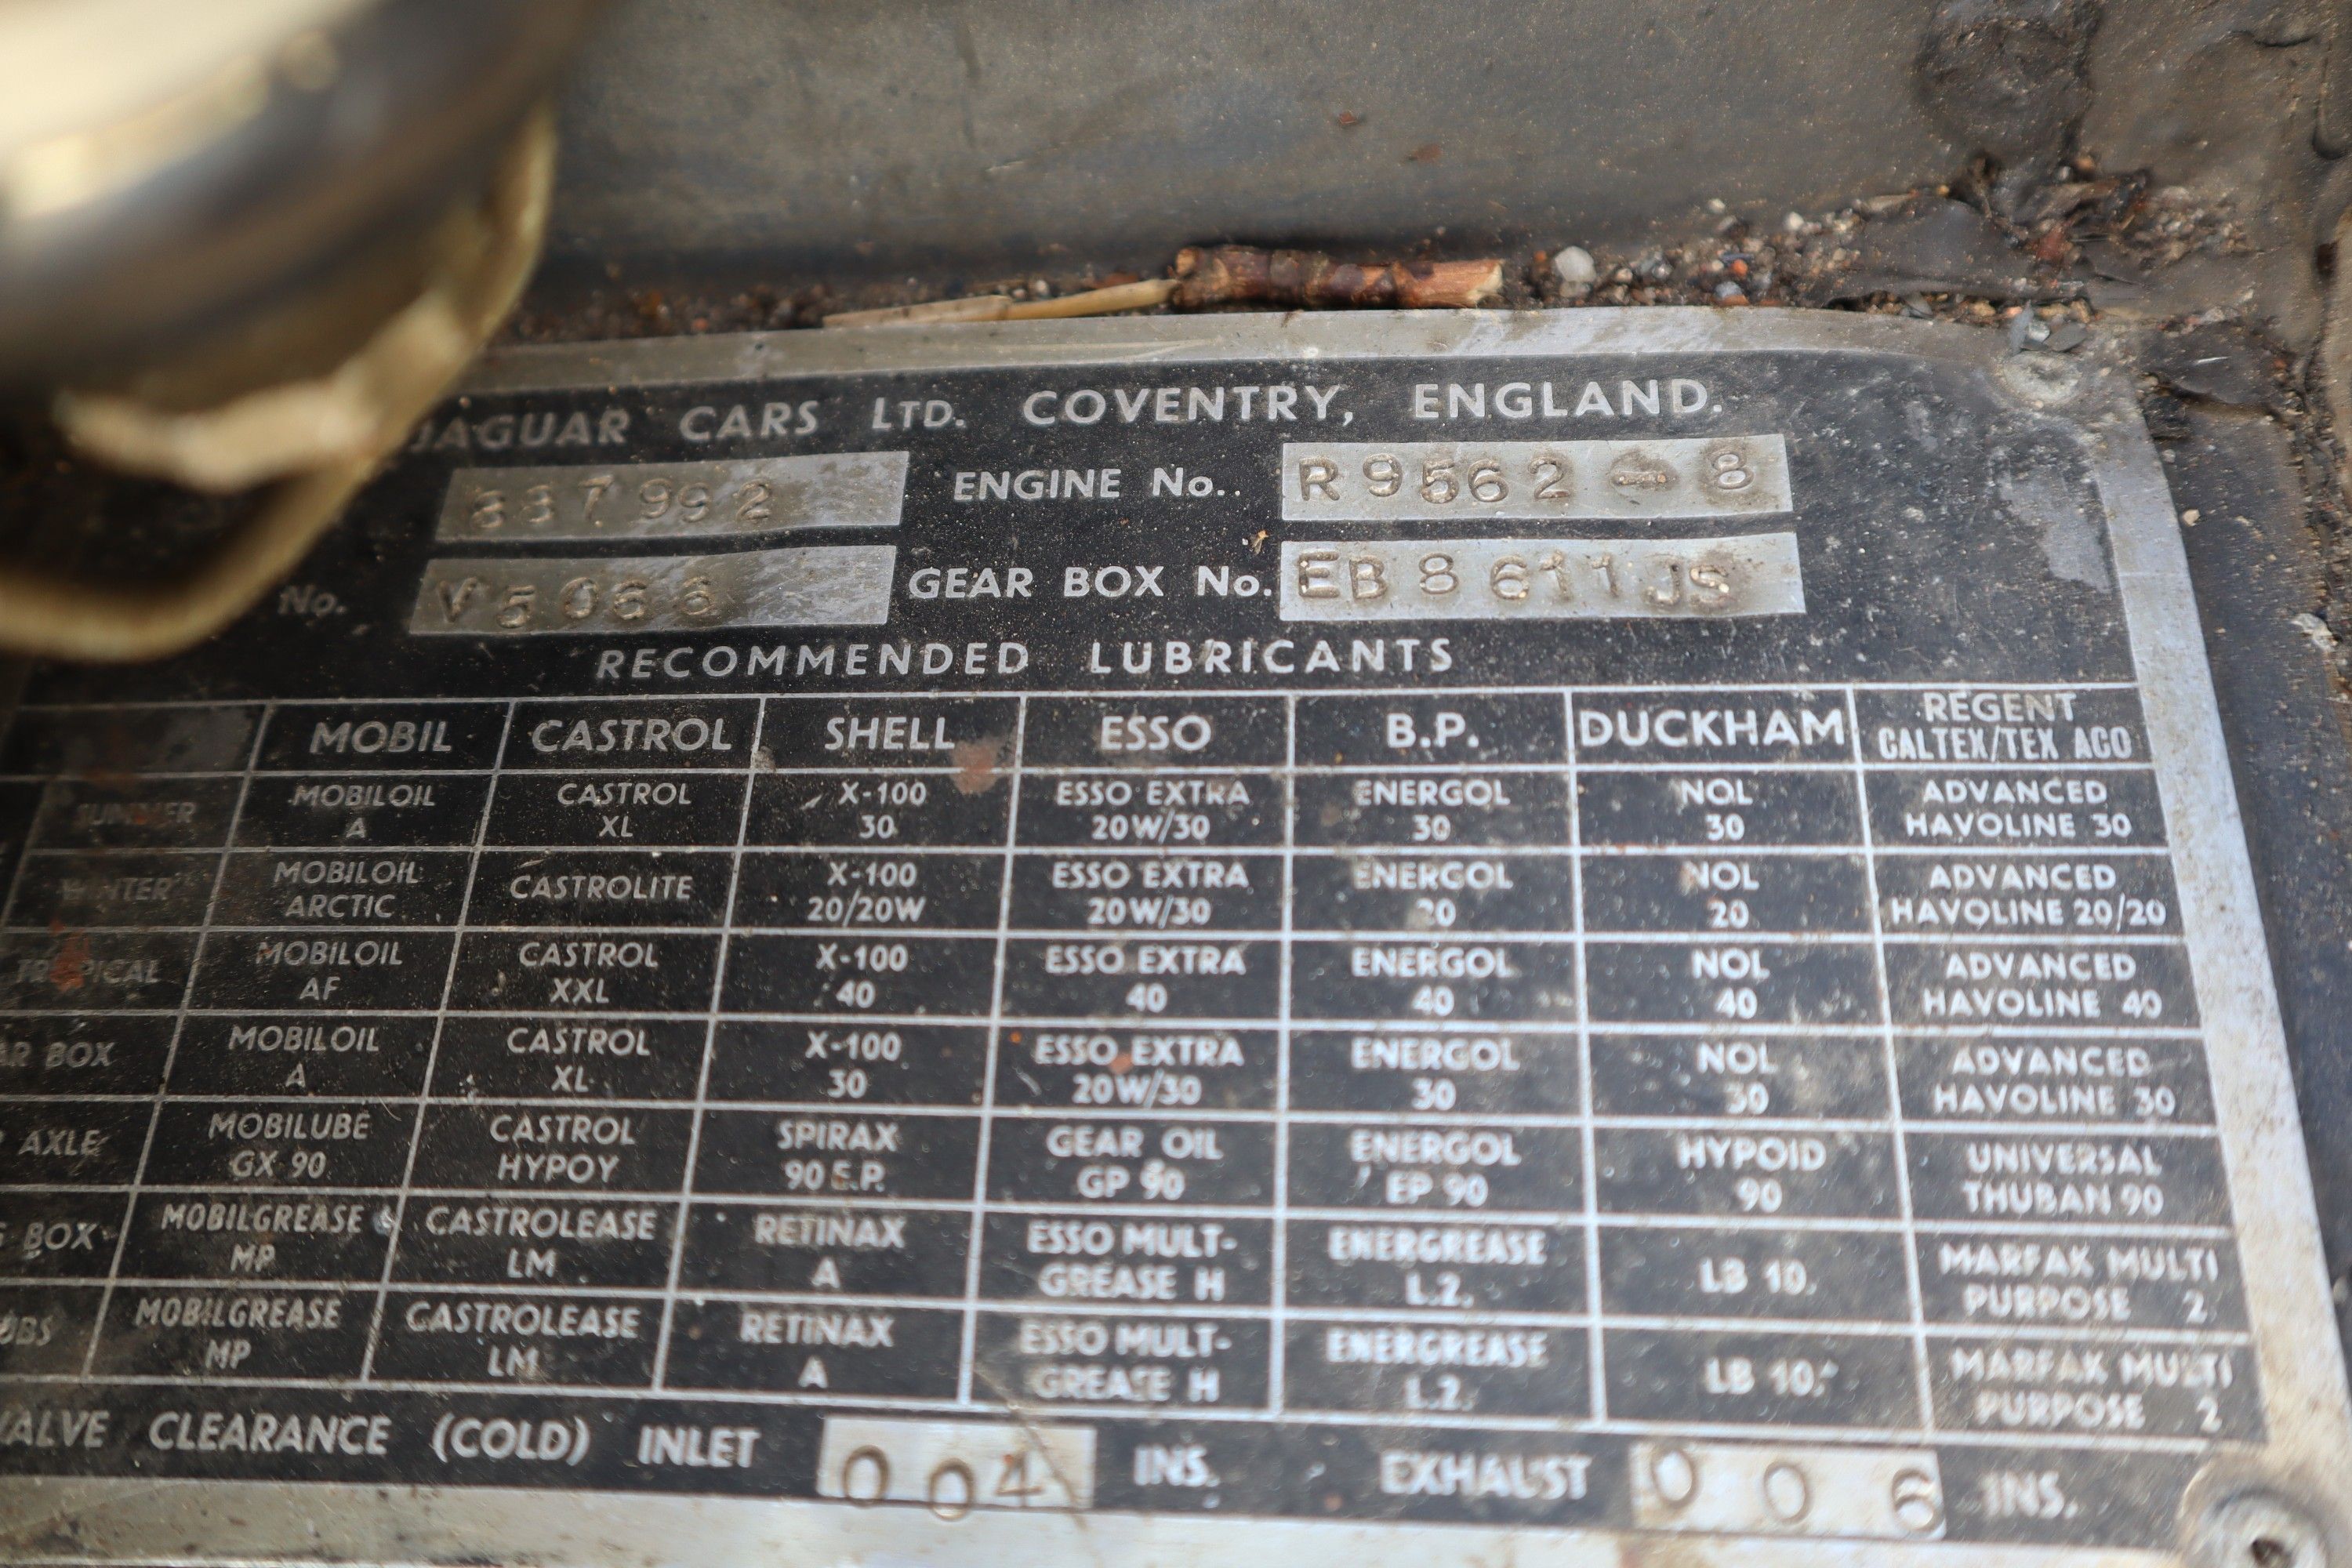 JAGUAR CARS LTD. COVENTRY, ENGLAND.
887992 ENGINE No.. R9562-8
No. V5066 GEAR BOX No. EB8611JS
RECOMMENDED LUBRICANTS
MOBIL CASTROL SHELL ESSO B.P. DUCKHAM REGENT CALTEX/TEXACO
SUMMER MOBILOIL A CASTROL XL X-100 30 ESSO EXTRA 20W/30 ENERGOL 30 NOL 30 ADVANCED HAVOLINE 30
WINTER MOBILOIL ARCTIC CASTROLITE X-100 20/20W ESSO EXTRA 20W/30 ENERGOL 20 NOL 20 ADVANCED HAVOLINE 20/20
TROPICAL MOBILOIL AF CASTROL XXL X-100 40 ESSO EXTRA 40 ENERGOL 40 NOL 40 ADVANCED HAVOLINE 40
AR BOX MOBILOIL A CASTROL XL X-100 30 ESSO EXTRA 20W/30 ENERGOL 30 NOL 30 ADVANCED HAVOLINE 30
AXLE MOBILUBE GX 90 CASTROL HYPOY SPIRAX 90 E.P. GEAR OIL GP 90 ENERGOL EP 90 HYPOID 90 UNIVERSAL THUBAN 90
G BOX MOBILGREASE MP CASTROLEASE LM RETINAX A ESSO MULT-GREASE H ENERGREASE L.2. LB 10. MARFAK MULTI PURPOSE 2
UBS MOBILGREASE MP CASTROLEASE LM RETINAX A ESSO MULT-GREASE H ENERGREASE L.2. LB 10. MARFAK MULTI PURPOSE 2
VALVE CLEARANCE (COLD) INLET 004 INS. EXHAUST 006 INS.